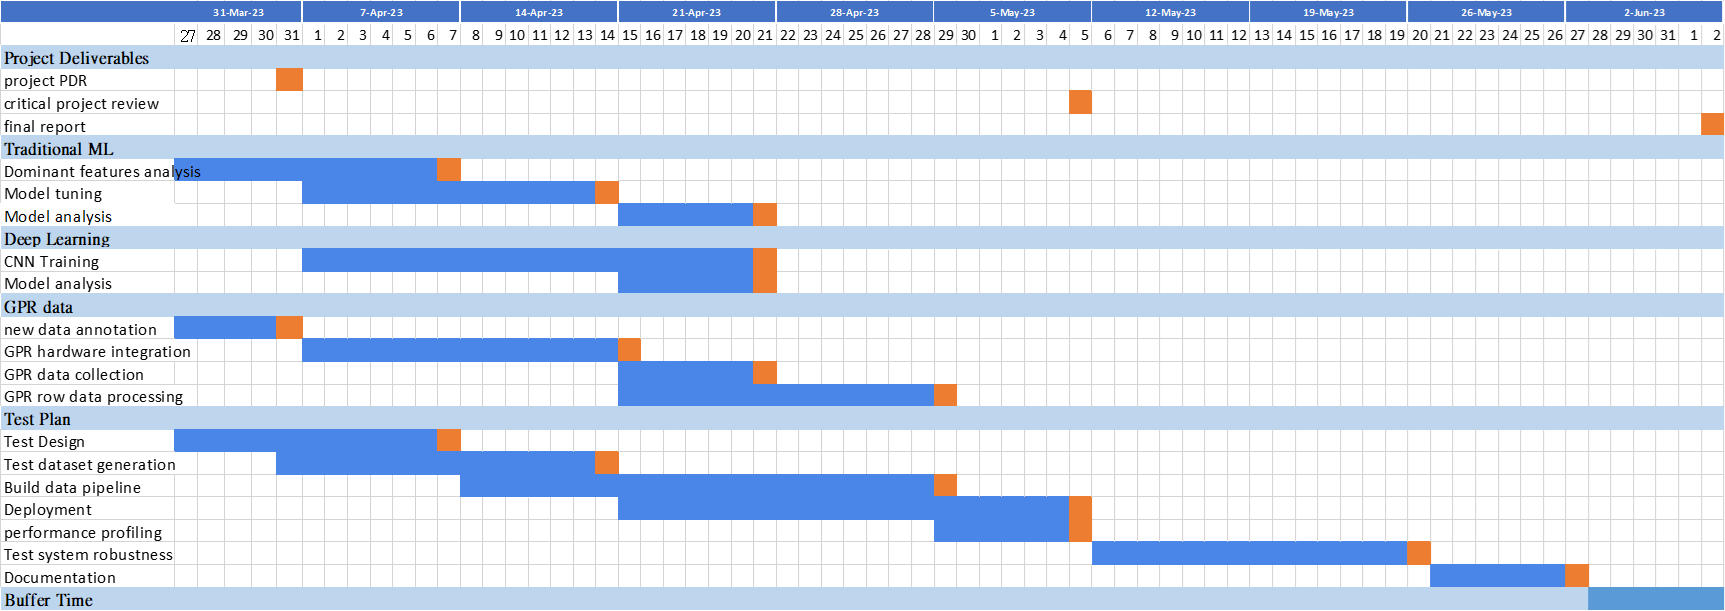 31-Mar-23 7-Apr-23 14-Apr-23 21-Apr-23 28-Apr-23 5-May-23 12-May-23 19-May-23 26-May-23 2-Jun-23
27 28 29 30 31 1 2 3 4 5 6 7 8 9 10 11 12 13 14 15 16 17 18 19 20 21 22 23 24 25 26 27 28 29 30 1 2 3 4 5 6 7 8 9 10 11 12 13 14 15 16 17 18 19 20 21 22 23 24 25 26 27 28 29 30 31 1 2
Project Deliverables
project PDR
critical project review
final report
Traditional ML
Dominant features analysis
Model tuning
Model analysis
Deep Learning
CNN Training
Model analysis
GPR data
new data annotation
GPR hardware integration
GPR data collection
GPR row data processing
Test Plan
Test Design
Test dataset generation
Build data pipeline
Deployment
performance profiling
Test system robustness
Documentation
Buffer Time